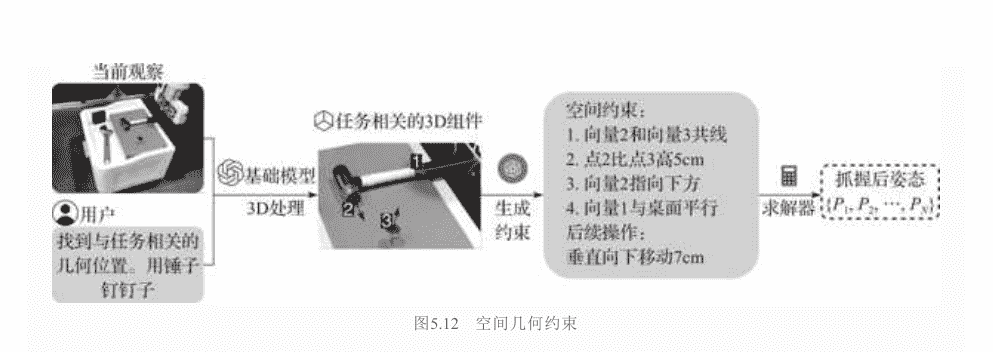 当前观察
用户
找到与任务相关的
几何位置。用锤子
钉钉子
基础模型
3D处理
任务相关的3D组件
1
2
3
生成
约束
空间约束：
1. 向量2和向量3共线
2. 点2比点3高5cm
3. 向量2指向下方
4. 向量1与桌面平行
后续操作：
垂直向下移动7cm
求解器
抓握后姿态
{P₁, P₂, …, P_N}
图5.12 空间几何约束